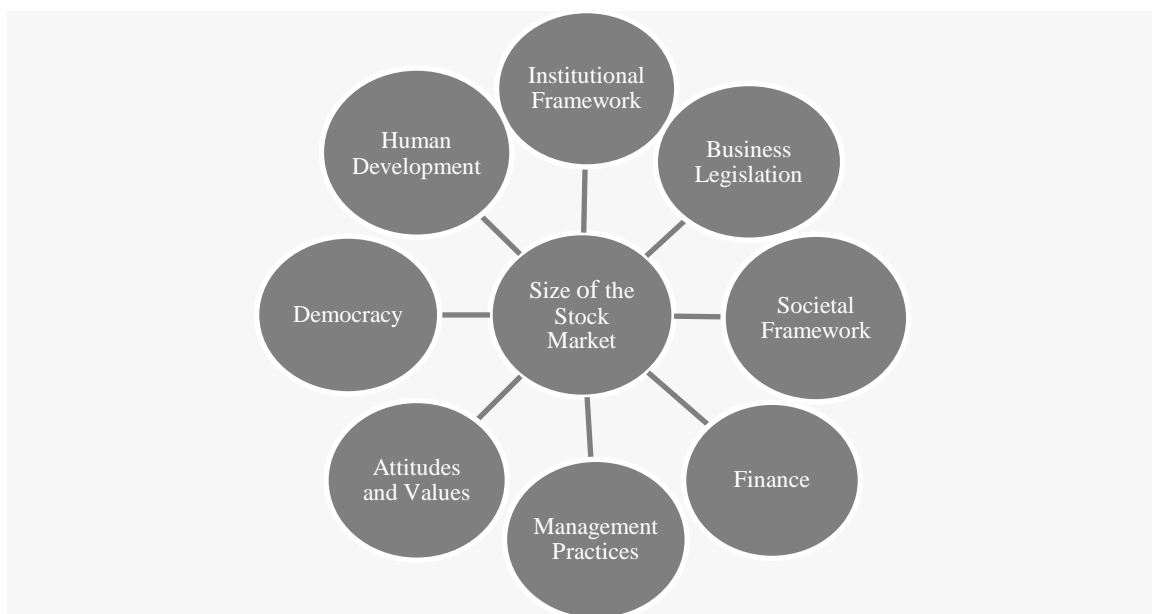 Institutional
Framework
Business
Legislation
Societal
Framework
Finance
Management
Practices
Attitudes
and Values
Democracy
Human
Development
Size of the
Stock
Market